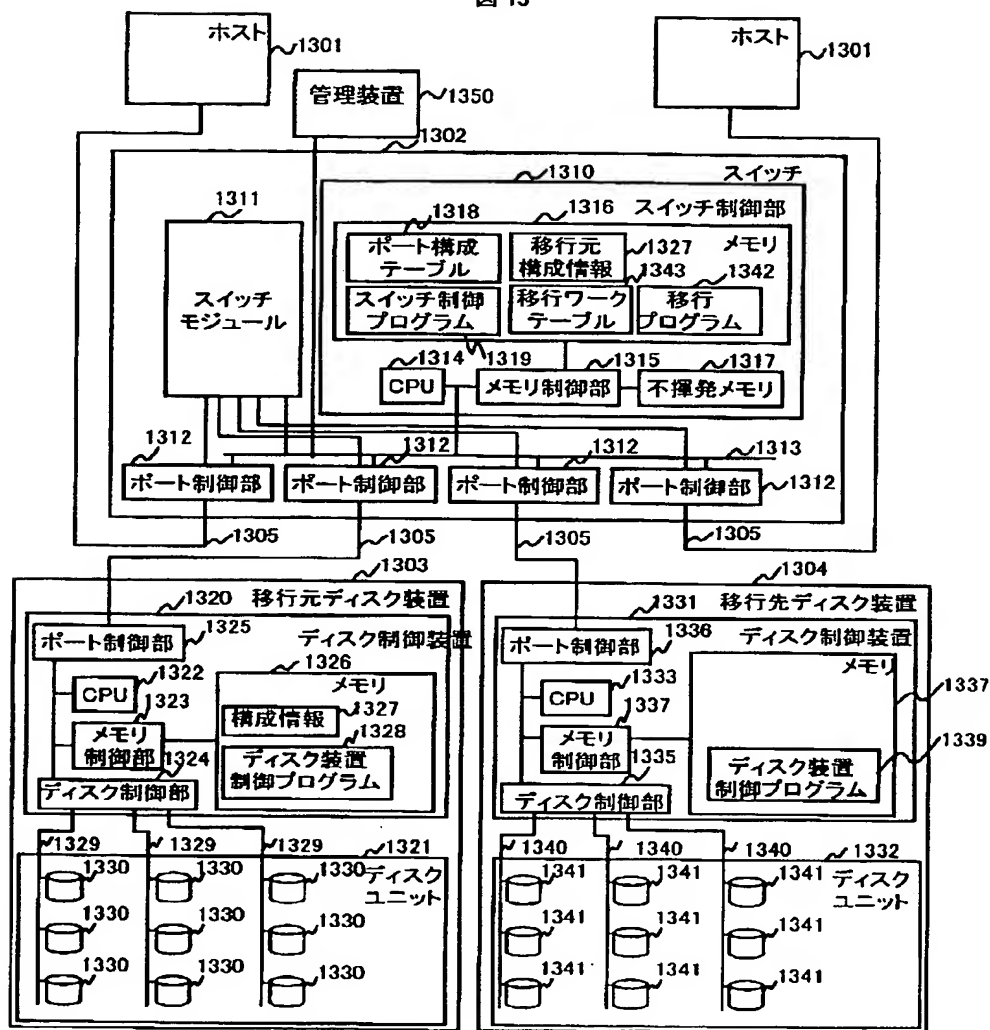 図 13
ホスト
1301
ホスト
1301
管理装置
1350
1302
スイッチ
1310
スイッチ制御部
1311
スイッチ
モジュール
1318
1316
メモリ
ポート構成
テーブル
移行元
構成情報
1327
1343
1342
スイッチ制御
プログラム
移行ワーク
テーブル
移行
プログラム
1314
1319
1315
1317
CPU
メモリ制御部
不揮発メモリ
1312
1312
1312
1313
ポート制御部
ポート制御部
ポート制御部
ポート制御部
1312
1305
1305
1305
1305
1303
1304
1320
移行元ディスク装置
1331
移行先ディスク装置
ポート制御部
1325
ディスク制御装置
ポート制御部
1336
ディスク制御装置
1322
CPU
1326
メモリ
1333
CPU
メモリ
1337
1323
メモリ
制御部
構成情報
1327
1328
ディスク装置
制御プログラム
1337
メモリ
制御部
1339
ディスク装置
制御プログラム
1324
ディスク制御部
1335
ディスク制御部
1329
1329
1329
1321
1340
1340
1340
1332
1330
1330
1330
ディスク
ユニット
1341
1341
1341
ディスク
ユニット
1330
1330
1330
1341
1341
1341
1330
1330
1330
1341
1341
1341